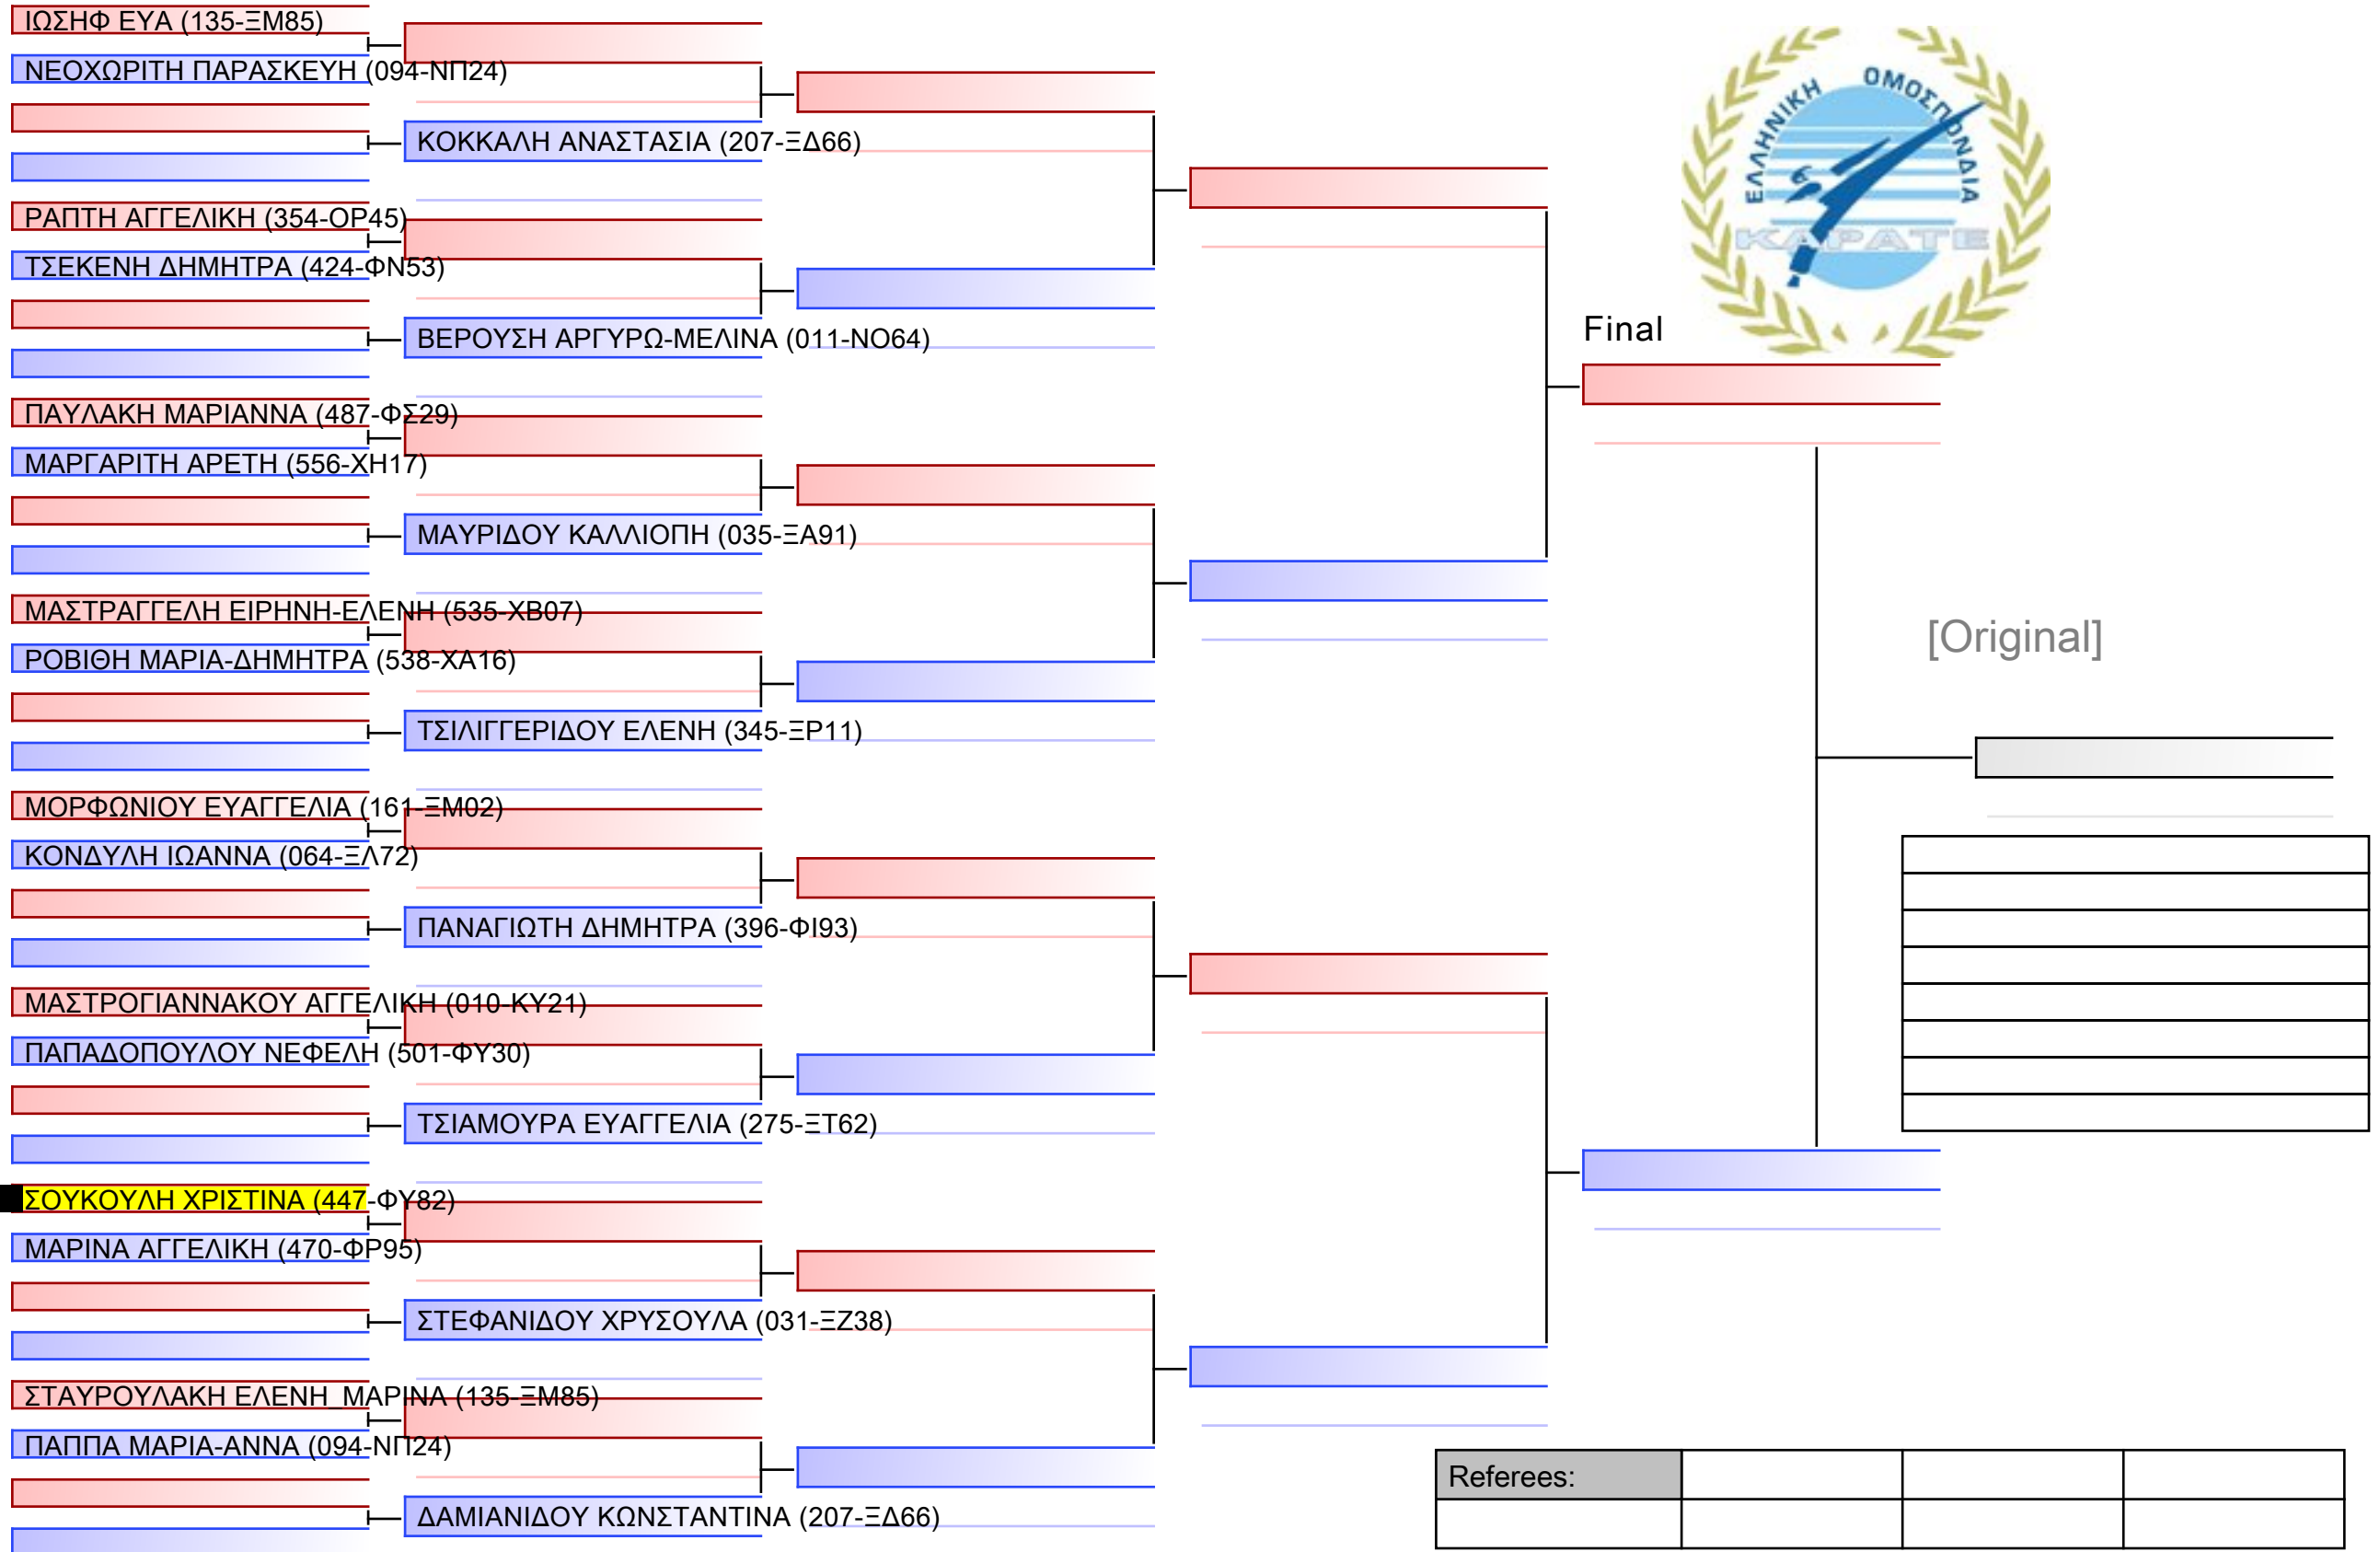 ΙΩΣΗΦ ΕΥΑ (135-ΞΜ85)
ΝΕΟΧΩΡΙΤΗ ΠΑΡΑΣΚΕΥΗ (094-ΝΠ24)
ΚΟΚΚΑΛΗ ΑΝΑΣΤΑΣΙΑ (207-ΞΔ66)
ΡΑΠΤΗ ΑΓΓΕΛΙΚΗ (354-ΟΡ45)
ΤΣΕΚΕΝΗ ΔΗΜΗΤΡΑ (424-ΦΝ53)
ΒΕΡΟΥΣΗ ΑΡΓΥΡΩ-ΜΕΛΙΝΑ (011-ΝΟ64)
ΠΑΥΛΑΚΗ ΜΑΡΙΑΝΝΑ (487-ΦΣ29)
ΜΑΡΓΑΡΙΤΗ ΑΡΕΤΗ (556-ΧΗ17)
ΜΑΥΡΙΔΟΥ ΚΑΛΛΙΟΠΗ (035-ΞΑ91)
ΜΑΣΤΡΑΓΓΕΛΗ ΕΙΡΗΝΗ-ΕΛΕΝΗ (535-ΧΒ07)
ΡΟΒΙΘΗ ΜΑΡΙΑ-ΔΗΜΗΤΡΑ (538-ΧΑ16)
ΤΣΙΛΙΓΓΕΡΙΔΟΥ ΕΛΕΝΗ (345-ΞΡ11)
ΜΟΡΦΩΝΙΟΥ ΕΥΑΓΓΕΛΙΑ (161-ΞΜ02)
ΚΟΝΔΥΛΗ ΙΩΑΝΝΑ (064-ΞΛ72)
ΠΑΝΑΓΙΩΤΗ ΔΗΜΗΤΡΑ (396-ΦΙ93)
ΜΑΣΤΡΟΓΙΑΝΝΑΚΟΥ ΑΓΓΕΛΙΚΗ (010-ΚΥ21)
ΠΑΠΑΔΟΠΟΥΛΟΥ ΝΕΦΕΛΗ (501-ΦΥ30)
ΤΣΙΑΜΟΥΡΑ ΕΥΑΓΓΕΛΙΑ (275-ΞΤ62)
ΣΟΥΚΟΥΛΗ ΧΡΙΣΤΙΝΑ (447-ΦΥ82)
ΜΑΡΙΝΑ ΑΓΓΕΛΙΚΗ (470-ΦΡ95)
ΣΤΕΦΑΝΙΔΟΥ ΧΡΥΣΟΥΛΑ (031-ΞΖ38)
ΣΤΑΥΡΟΥΛΑΚΗ ΕΛΕΝΗ_ΜΑΡΙΝΑ (135-ΞΜ85)
ΠΑΠΠΑ ΜΑΡΙΑ-ΑΝΝΑ (094-ΝΠ24)
ΔΑΜΙΑΝΙΔΟΥ ΚΩΝΣΤΑΝΤΙΝΑ (207-ΞΔ66)
ΕΛΛΗΝΙΚΗ ΟΜΟΣΠΟΝΔΙΑ
ΚΑΡΑΤΕ
Final
[Original]
Referees: